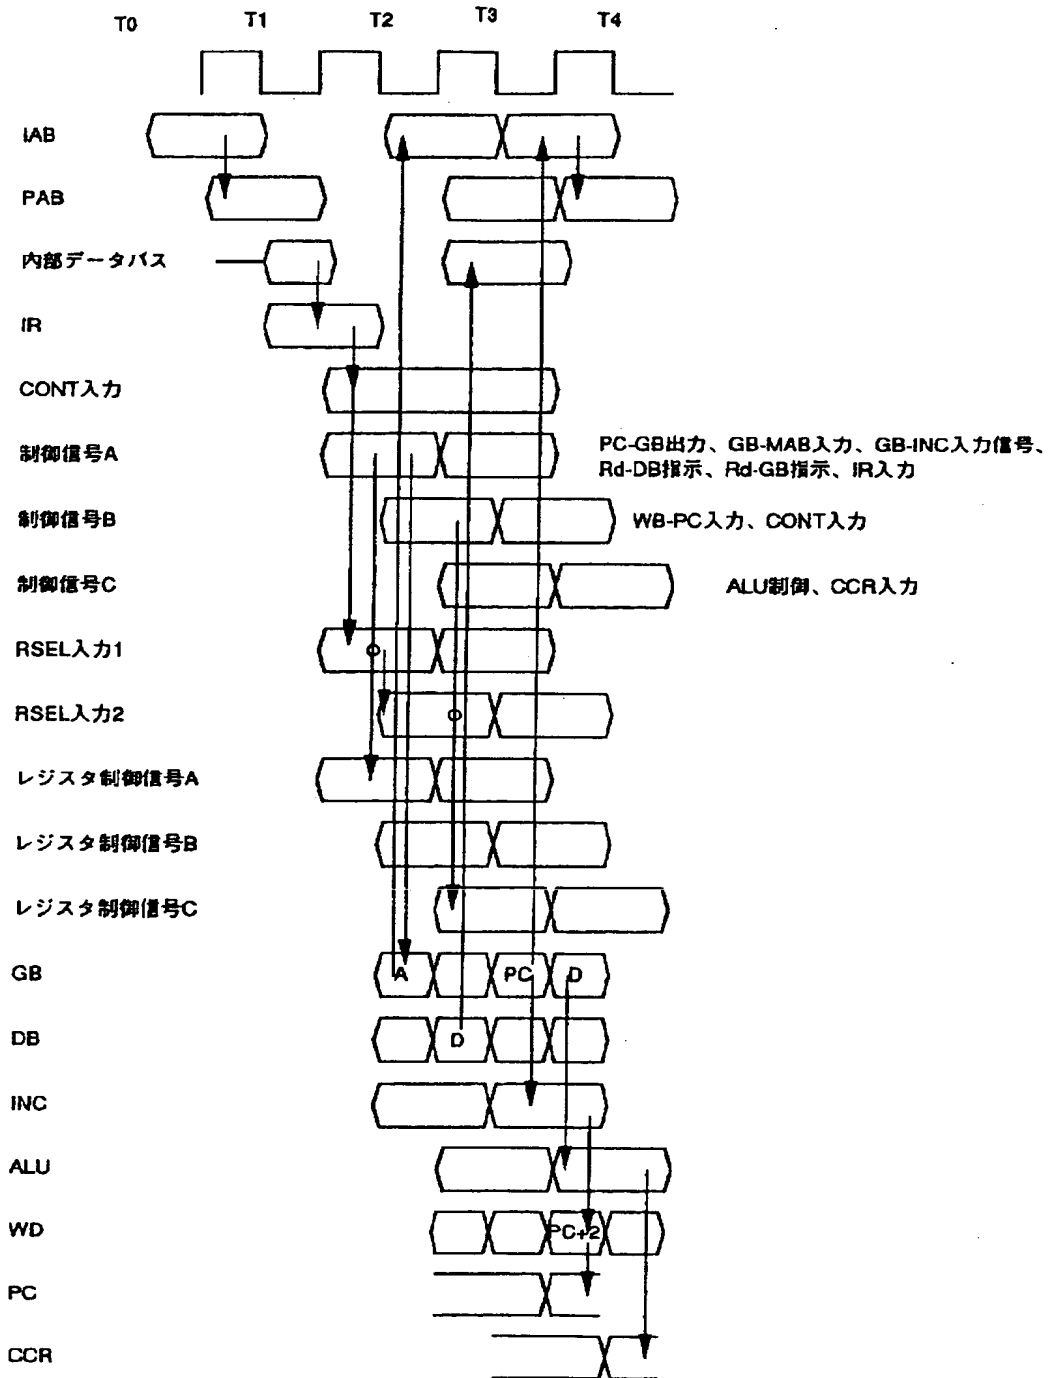 T0 T1 T2 T3 T4
IAB
PAB
内部データバス
IR
CONT入力
制御信号A
PC-GB出力、GB-MAB入力、GB-INC入力信号、
Rd-DB指示、Rd-GB指示、IR入力
制御信号B
WB-PC入力、CONT入力
制御信号C
ALU制御、CCR入力
RSEL入力1
RSEL入力2
レジスタ制御信号A
レジスタ制御信号B
レジスタ制御信号C
GB A PC D
DB D
INC
ALU
WD PC+2
PC
CCR